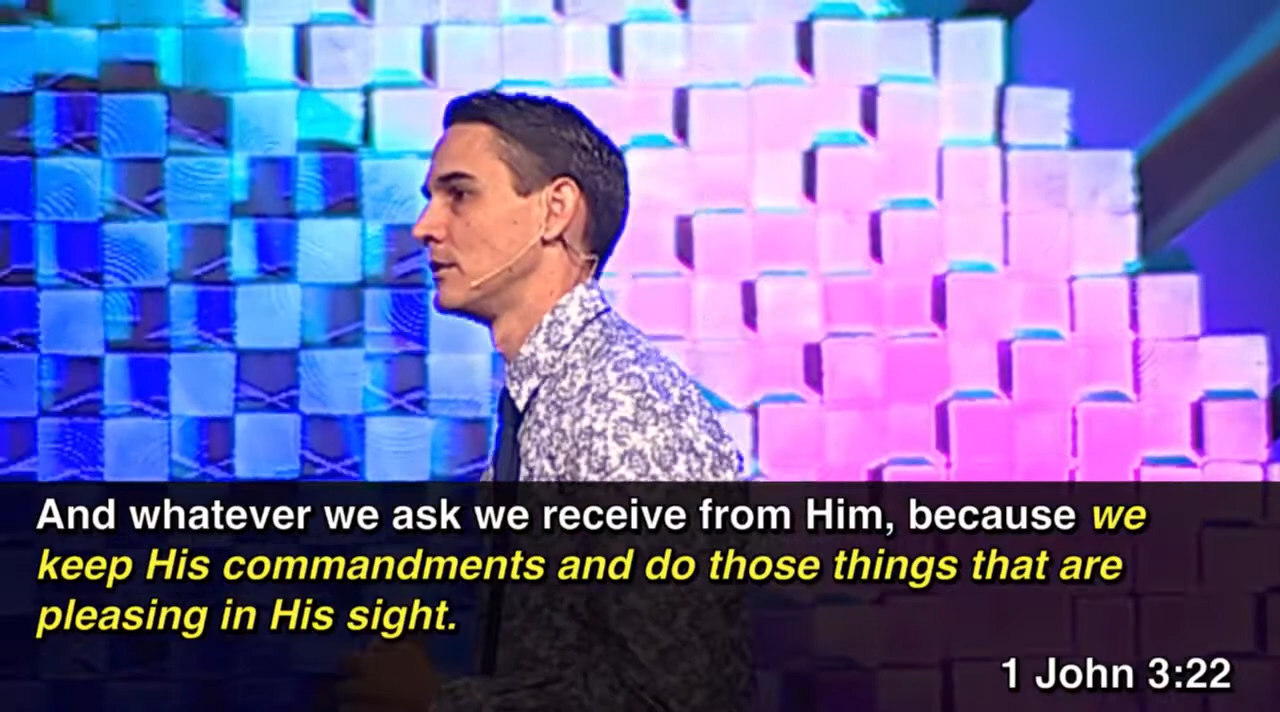 And whatever we ask we receive from Him, because we
keep His commandments and do those things that are
pleasing in His sight.
1 John 3:22